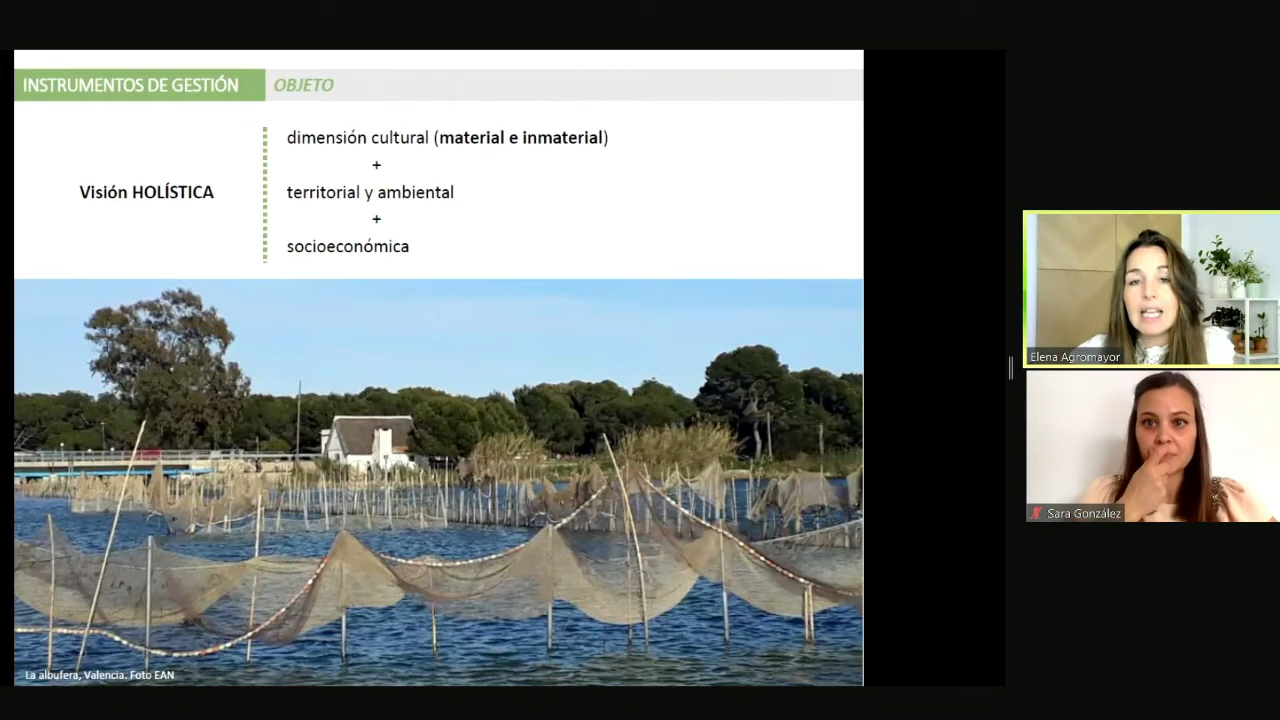 INSTRUMENTOS DE GESTIÓN
OBJETO
Visión HOLÍSTICA
dimensión cultural (material e inmaterial)
+
territorial y ambiental
+
socioeconómica
La albufera, Valencia. Foto EAN
Elena Agromayor
Sara González